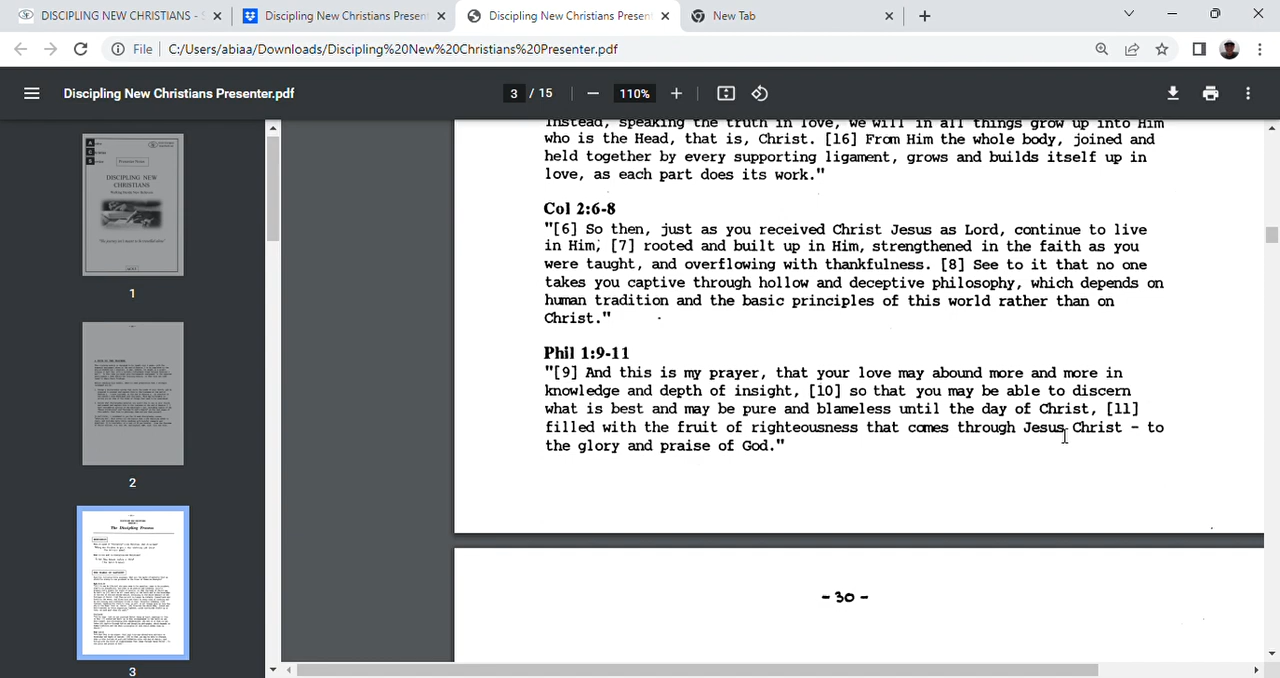 DISCIPLING NEW CHRISTIANS - S
Discipling New Christians Presen
Discipling New Christians Presen
New Tab
File
C:/Users/abiaa/Downloads/Discipling%20New%20Christians%20Presenter.pdf
Discipling New Christians Presenter.pdf
3 / 15
110%
Instead, speaking the truth in love, we will in all things grow up into Him
who is the Head, that is, Christ. [16] From Him the whole body, joined and
held together by every supporting ligament, grows and builds itself up in
love, as each part does its work."
Col 2:6-8
"[6] So then, just as you received Christ Jesus as Lord, continue to live
in Him, [7] rooted and built up in Him, strengthened in the faith as you
were taught, and overflowing with thankfulness. [8] See to it that no one
takes you captive through hollow and deceptive philosophy, which depends on
human tradition and the basic principles of this world rather than on
Christ."
Phil 1:9-11
"[9] And this is my prayer, that your love may abound more and more in
knowledge and depth of insight, [10] so that you may be able to discern
what is best and may be pure and blameless until the day of Christ, [11]
filled with the fruit of righteousness that comes through Jesus Christ - to
the glory and praise of God."
- 30 -
DISCIPLING NEW
CHRISTIANS
1
2
The Discipling Process
3